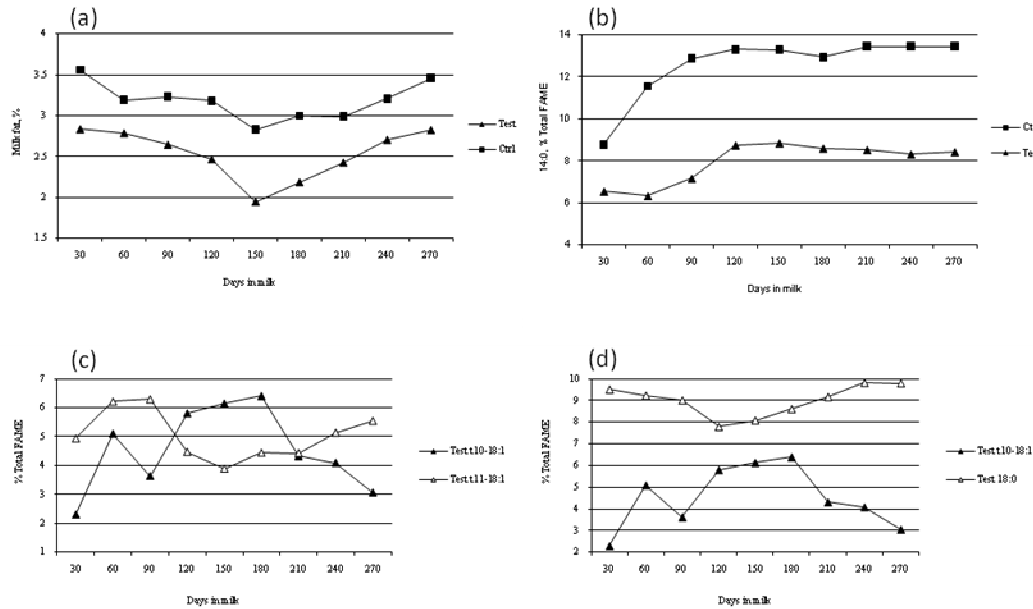 (a)
4
3.5
3
2.5
2
1.5
Milk fat, %
30 60 90 120 150 180 210 240 270
Days in milk
Test
Ctrl
(b)
14
12
10
8
6
4
14:0, % Total FAME
30 60 90 120 150 180 210 240 270
Days in milk
Ct
Te
(c)
7
6
5
4
3
2
1
% Total FAME
30 60 90 120 150 180 210 240 270
Days in milk
Test t10-18:1
Test t11-18:1
(d)
10
9
8
7
6
5
4
3
2
% Total FAME
30 60 90 120 150 180 210 240 270
Days in milk
Test t10-18:1
Test 18:0